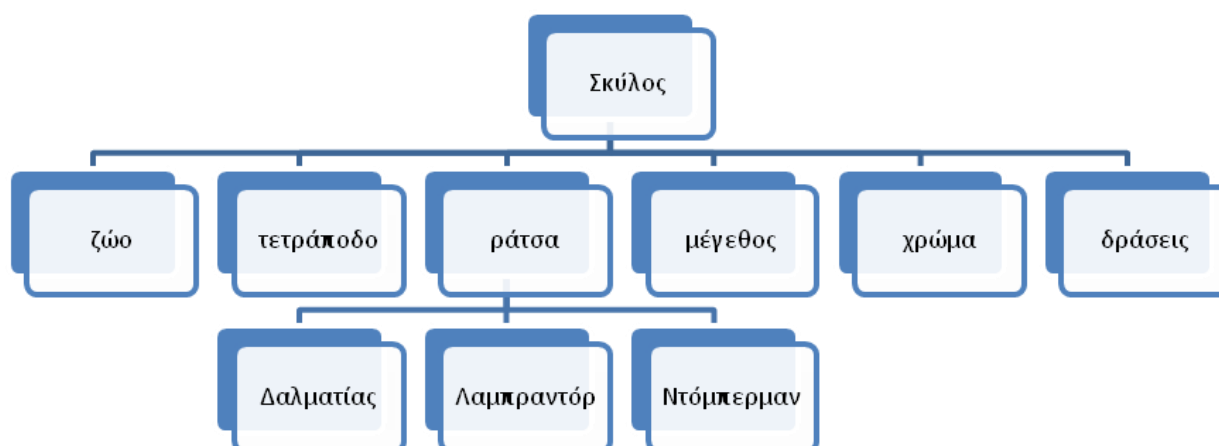 Σκύλος
ζώο
τετράποδο
ράτσα
μέγεθος
χρώμα
δράσεις
Δαλματίας
Λαμπραντόρ
Ντόμπερμαν